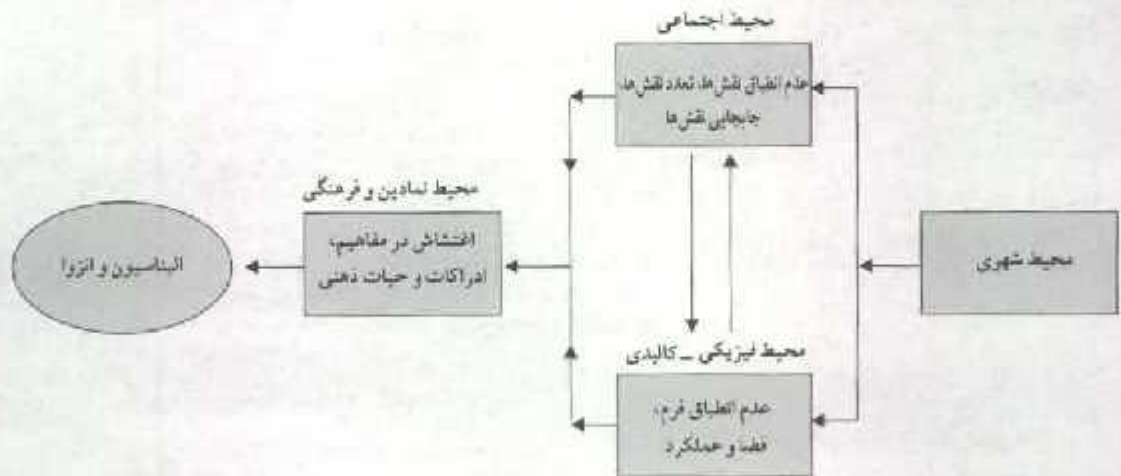 محیط اجتماعی
عدم انطباق نقش‌ها، تعدد نقش‌ها،
جابجایی نقش‌ها
محیط شهری
محیط فیزیکی ـ کالبدی
عدم انطباق فرم،
فضا و عملکرد
محیط نمادین و فرهنگی
اغتشاش در مفاهیم،
ادراکات و حیات ذهنی
الیناسیون و انزوا